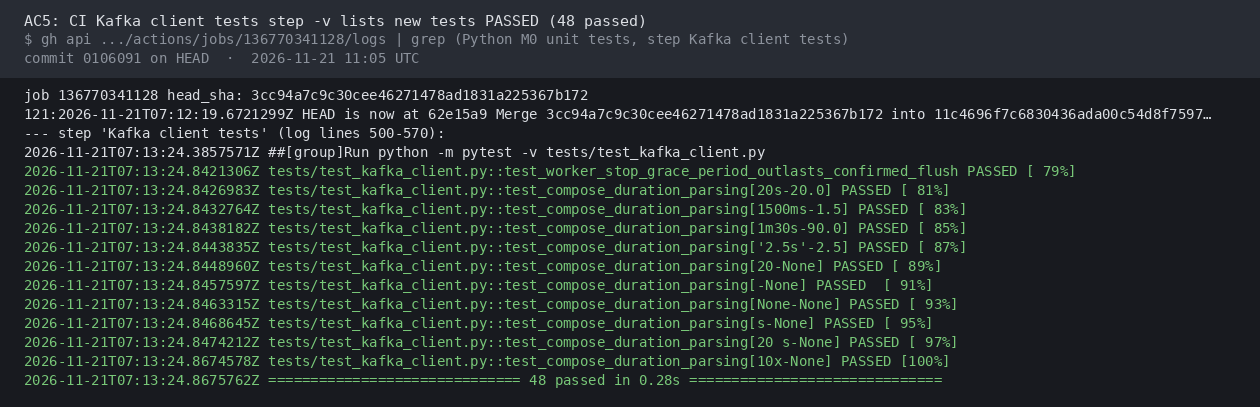 AC5: CI Kafka client tests step -v lists new tests PASSED (48 passed)
$ gh api .../actions/jobs/136770341128/logs | grep (Python M0 unit tests, step Kafka client tests)
commit 0106091 on HEAD  ·  2026-11-21 11:05 UTC
job 136770341128 head_sha: 3cc94a7c9c30cee46271478ad1831a225367b172
121:2026-11-21T07:12:19.6721299Z HEAD is now at 62e15a9 Merge 3cc94a7c9c30cee46271478ad1831a225367b172 into 11c4696f7c6830436ada00c54d8f7597…
--- step 'Kafka client tests' (log lines 500-570):
2026-11-21T07:13:24.3857571Z ##[group]Run python -m pytest -v tests/test_kafka_client.py
2026-11-21T07:13:24.8421306Z tests/test_kafka_client.py::test_worker_stop_grace_period_outlasts_confirmed_flush PASSED [ 79%]
2026-11-21T07:13:24.8426983Z tests/test_kafka_client.py::test_compose_duration_parsing[20s-20.0] PASSED [ 81%]
2026-11-21T07:13:24.8432764Z tests/test_kafka_client.py::test_compose_duration_parsing[1500ms-1.5] PASSED [ 83%]
2026-11-21T07:13:24.8438182Z tests/test_kafka_client.py::test_compose_duration_parsing[1m30s-90.0] PASSED [ 85%]
2026-11-21T07:13:24.8443835Z tests/test_kafka_client.py::test_compose_duration_parsing['2.5s'-2.5] PASSED [ 87%]
2026-11-21T07:13:24.8448960Z tests/test_kafka_client.py::test_compose_duration_parsing[20-None] PASSED [ 89%]
2026-11-21T07:13:24.8457597Z tests/test_kafka_client.py::test_compose_duration_parsing[-None] PASSED  [ 91%]
2026-11-21T07:13:24.8463315Z tests/test_kafka_client.py::test_compose_duration_parsing[None-None] PASSED [ 93%]
2026-11-21T07:13:24.8468645Z tests/test_kafka_client.py::test_compose_duration_parsing[s-None] PASSED [ 95%]
2026-11-21T07:13:24.8474212Z tests/test_kafka_client.py::test_compose_duration_parsing[20 s-None] PASSED [ 97%]
2026-11-21T07:13:24.8674578Z tests/test_kafka_client.py::test_compose_duration_parsing[10x-None] PASSED [100%]
2026-11-21T07:13:24.8675762Z ============================== 48 passed in 0.28s ==============================